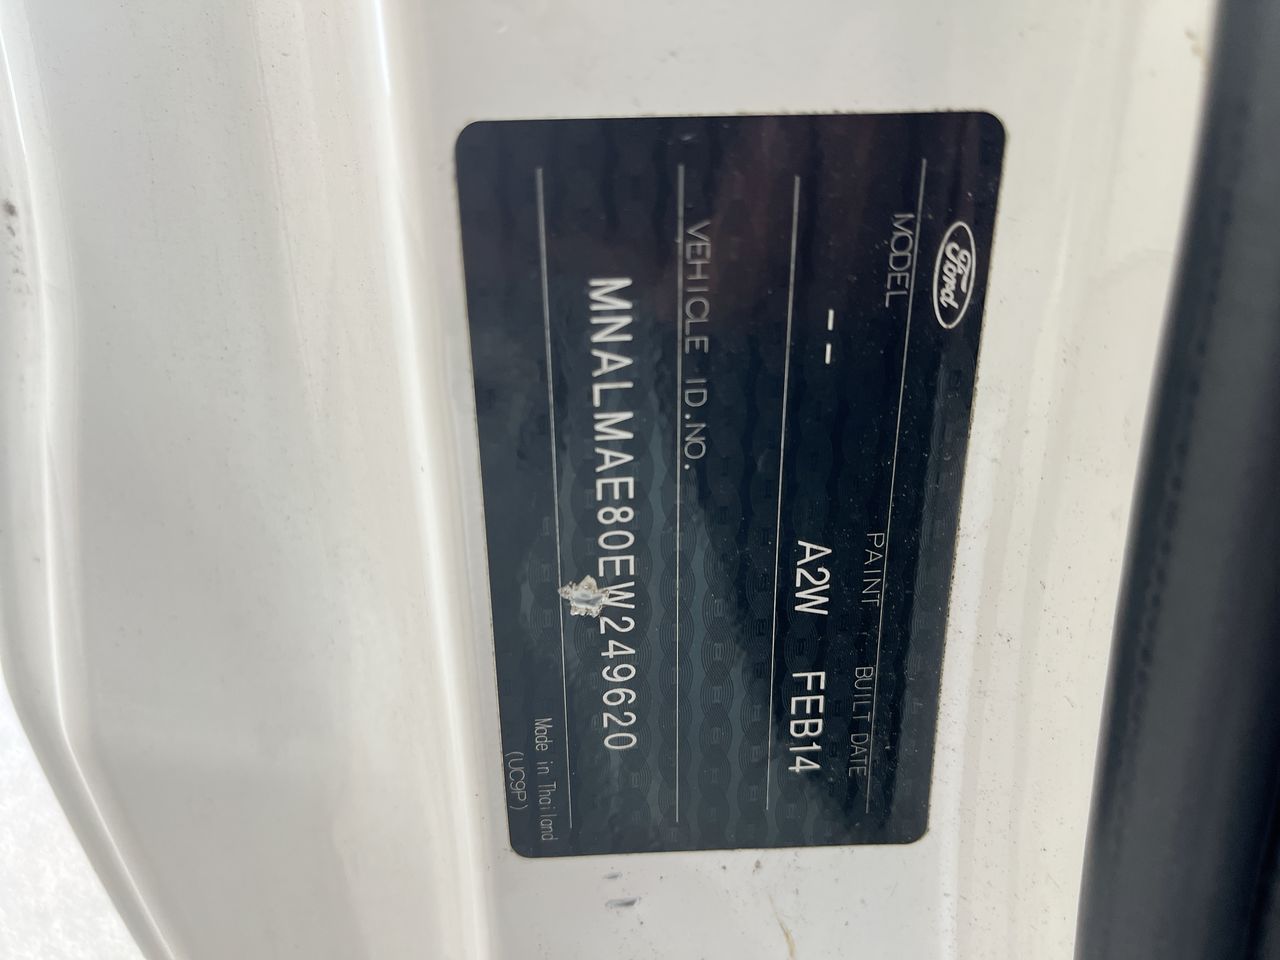 Ford
MODEL PAINT BUILT DATE
-- A2W FEB14
VEHICLE ID.NO.
MNALMAE80EW249620
Made in Thailand
(UC9P)